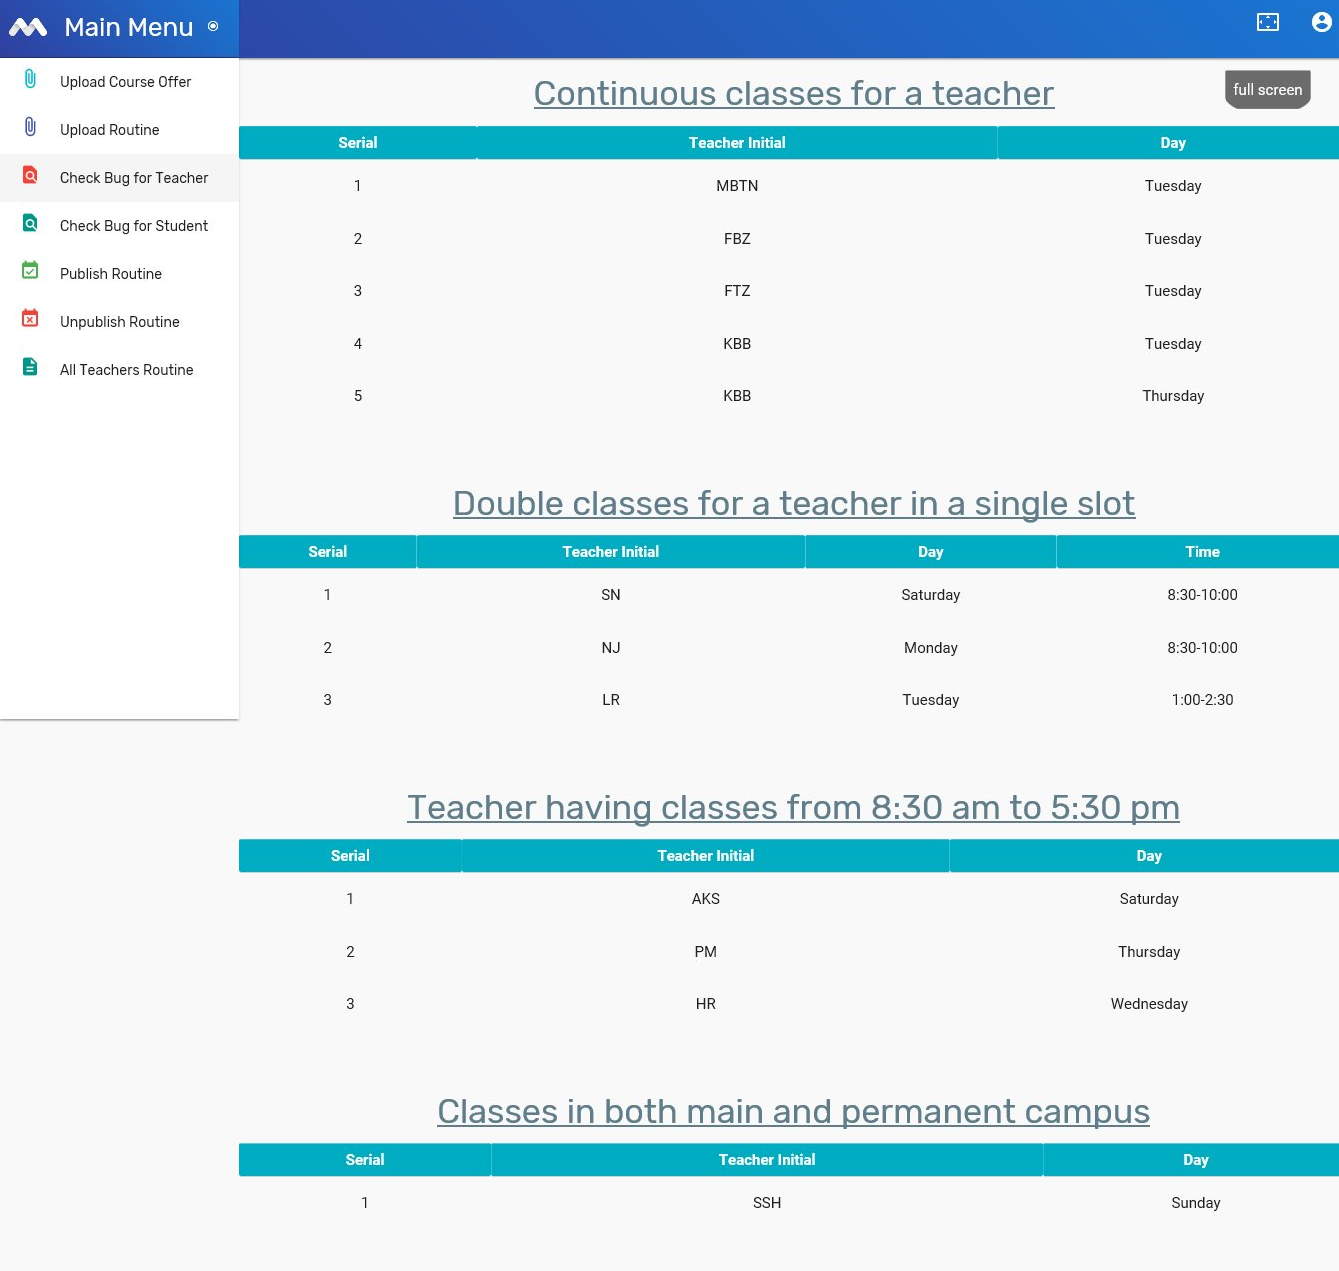 Main Menu
Upload Course Offer
Upload Routine
Check Bug for Teacher
Check Bug for Student
Publish Routine
Unpublish Routine
All Teachers Routine
full screen
Continuous classes for a teacher
Serial Teacher Initial Day
1 MBTN Tuesday
2 FBZ Tuesday
3 FTZ Tuesday
4 KBB Tuesday
5 KBB Thursday
Double classes for a teacher in a single slot
Serial Teacher Initial Day Time
1 SN Saturday 8:30-10:00
2 NJ Monday 8:30-10:00
3 LR Tuesday 1:00-2:30
Teacher having classes from 8:30 am to 5:30 pm
Serial Teacher Initial Day
1 AKS Saturday
2 PM Thursday
3 HR Wednesday
Classes in both main and permanent campus
Serial Teacher Initial Day
1 SSH Sunday